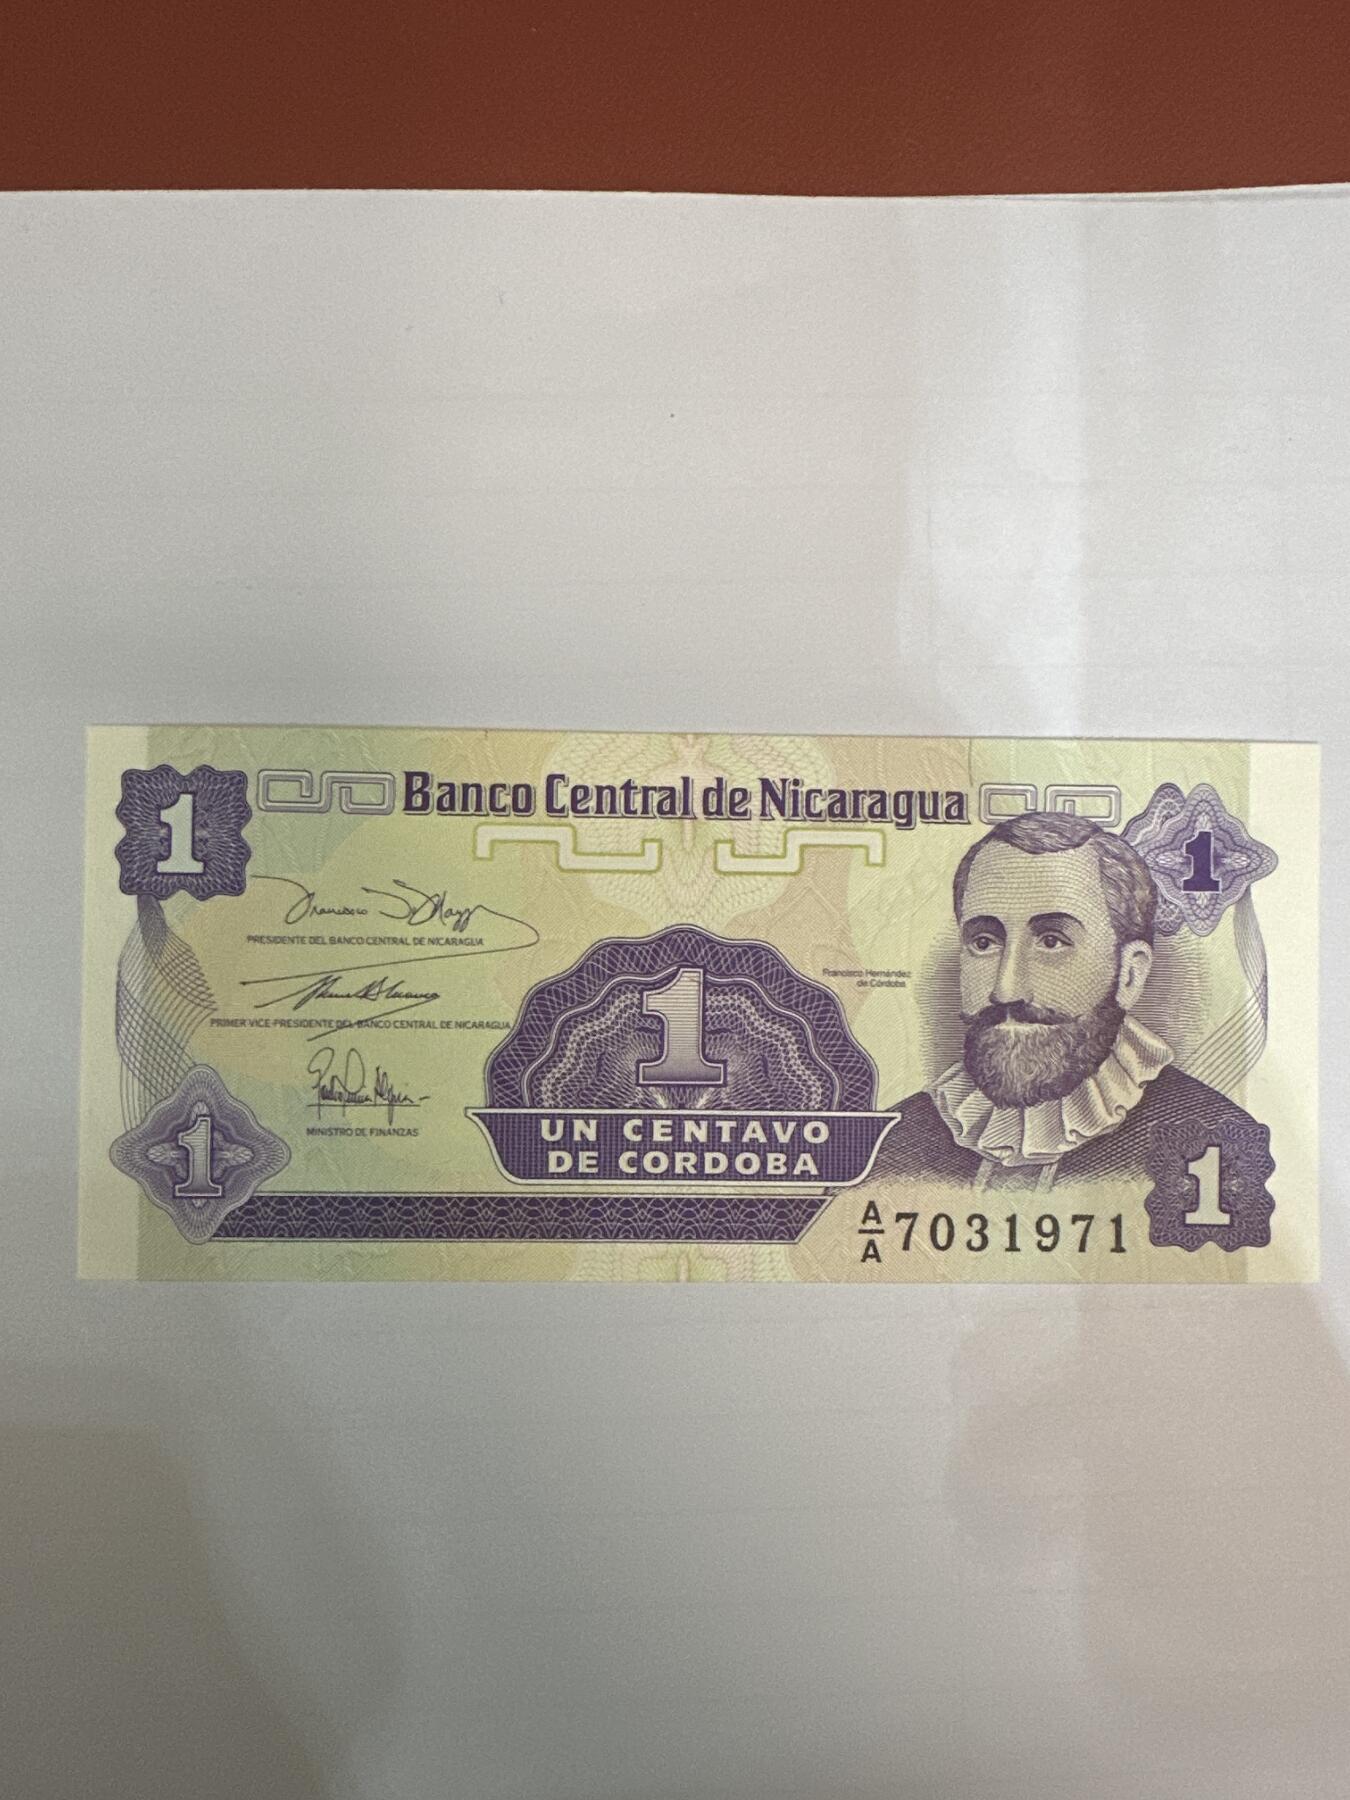 1
Banco Central de Nicaragua
1
PRESIDENTE DEL BANCO CENTRAL DE NICARAGUA
Francisco Hernández
de Córdoba
PRIMER VICE-PRESIDENTE DEL BANCO CENTRAL DE NICARAGUA
1
MINISTRO DE FINANZAS
1
UN CENTAVO
DE CORDOBA
1
A/A 7031971